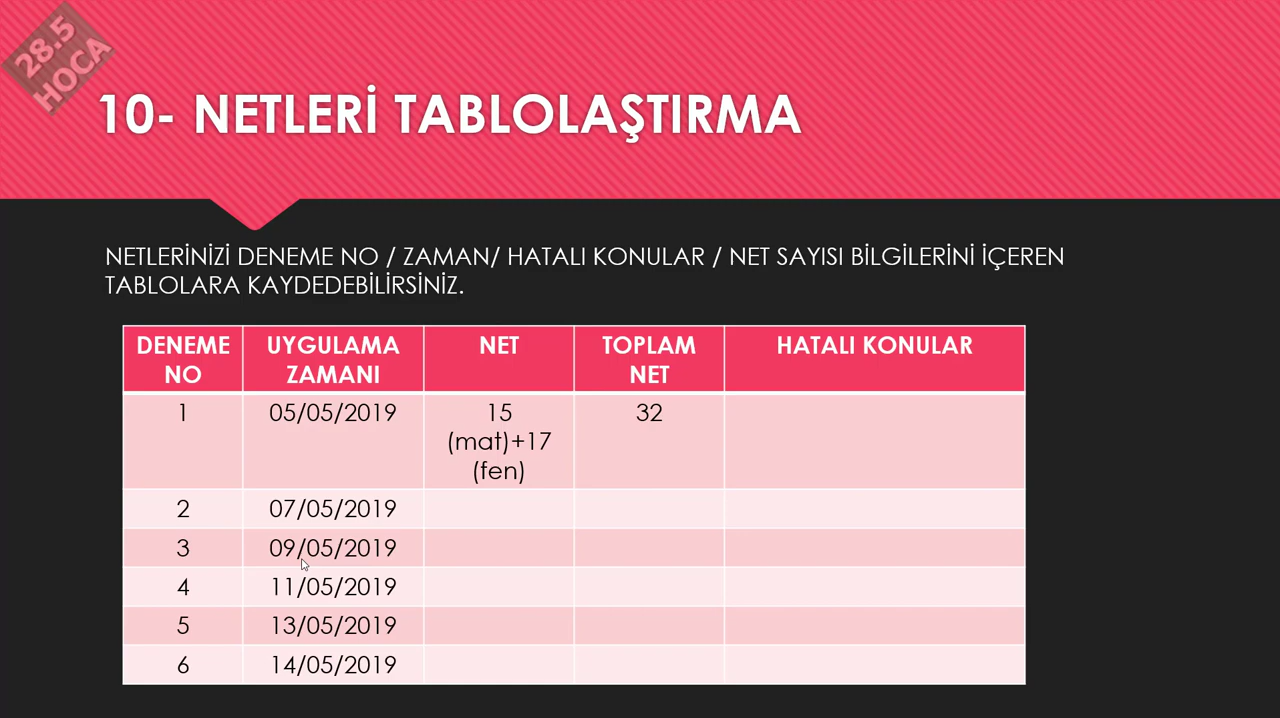 28.5
HOCA
10- NETLERİ TABLOLAŞTIRMA
NETLERİNİZİ DENEME NO / ZAMAN/ HATALI KONULAR / NET SAYISI BİLGİLERİNİ İÇEREN
TABLOLARA KAYDEDEBİLİRSİNİZ.
DENEME NO UYGULAMA ZAMANI NET TOPLAM NET HATALI KONULAR
1 05/05/2019 15 (mat)+17 (fen) 32
2 07/05/2019
3 09/05/2019
4 11/05/2019
5 13/05/2019
6 14/05/2019